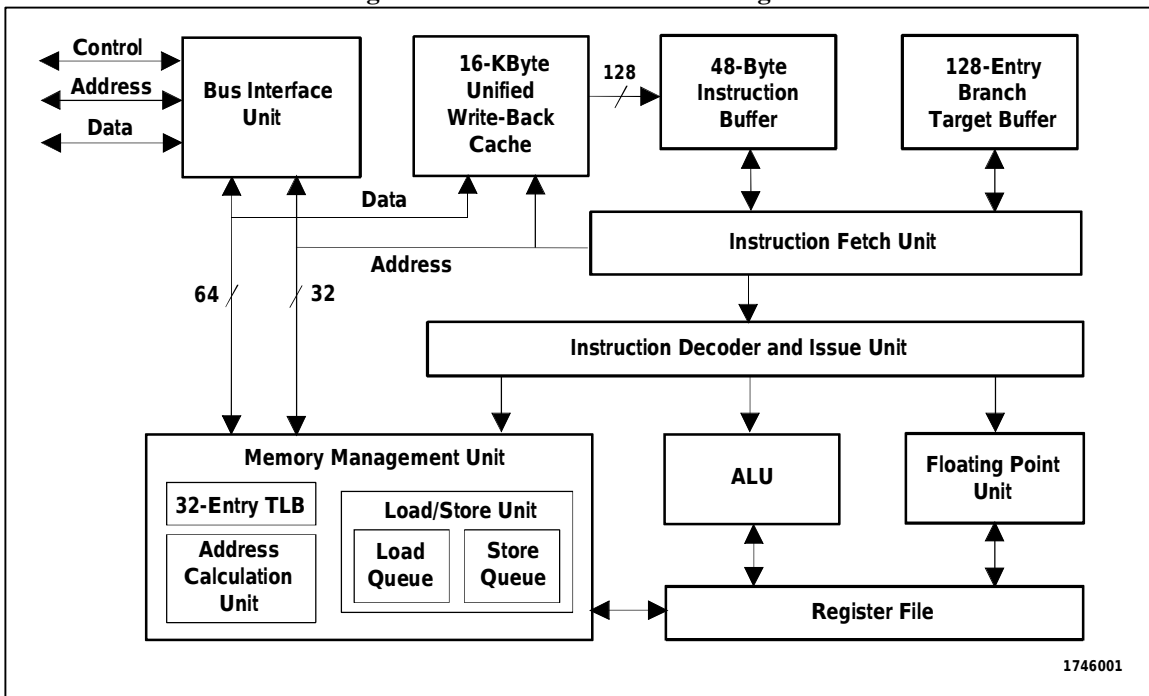 Control
Address
Data
Bus Interface
Unit
16-KByte
Unified
Write-Back
Cache
128
48-Byte
Instruction
Buffer
128-Entry
Branch
Target Buffer
Data
Address
Instruction Fetch Unit
64
32
Instruction Decoder and Issue Unit
Memory Management Unit
32-Entry TLB
Address
Calculation
Unit
Load/Store Unit
Load
Queue
Store
Queue
ALU
Floating Point
Unit
Register File
1746001